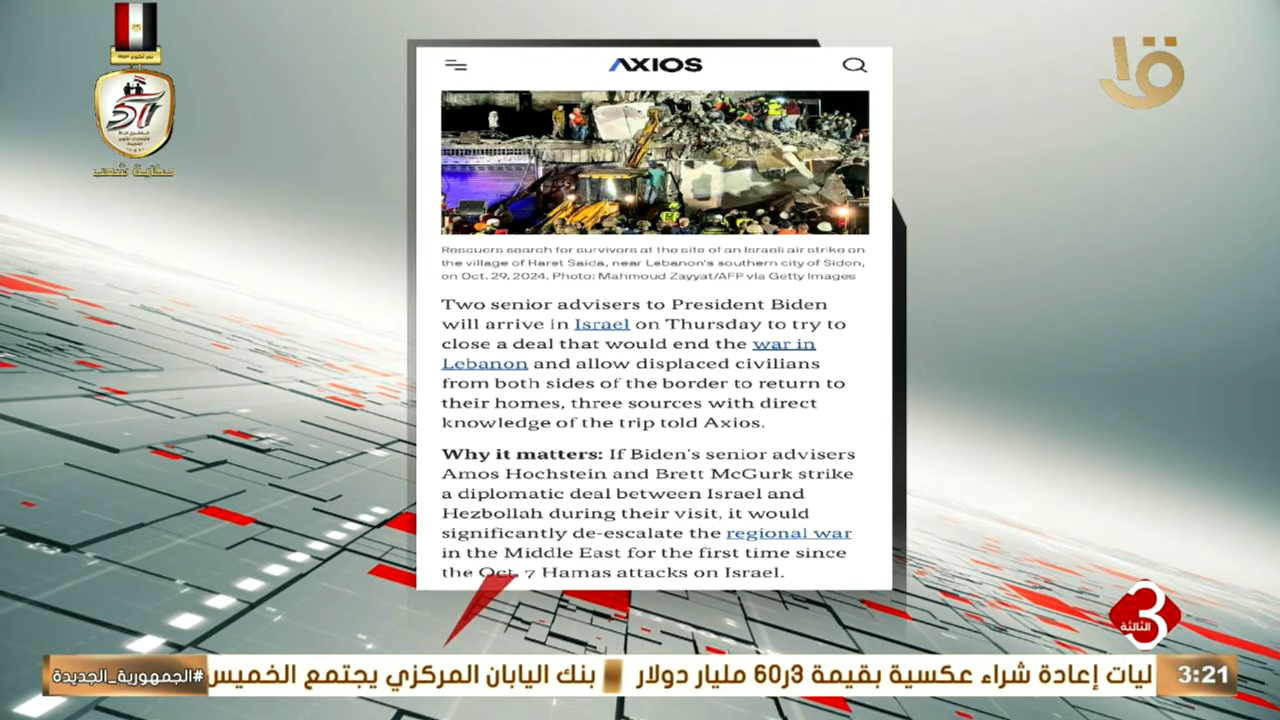 AXIOS
Rescuers search for survivors at the site of an Israeli air strike on
the village of Haret Saida, near Lebanon's southern city of Sidon,
on Oct. 29, 2024. Photo: Mahmoud Zayyat/AFP via Getty Images
Two senior advisers to President Biden
will arrive in Israel on Thursday to try to
close a deal that would end the war in
Lebanon and allow displaced civilians
from both sides of the border to return to
their homes, three sources with direct
knowledge of the trip told Axios.
Why it matters: If Biden's senior advisers
Amos Hochstein and Brett McGurk strike
a diplomatic deal between Israel and
Hezbollah during their visit, it would
significantly de-escalate the regional war
in the Middle East for the first time since
the Oct. 7 Hamas attacks on Israel.
حكاية شعب
3
الثالثة
3:21
ليات إعادة شراء عكسية بقيمة 3ر60 مليار دولار
بنك اليابان المركزي يجتمع الخميس
#الجمهورية_الجديدة